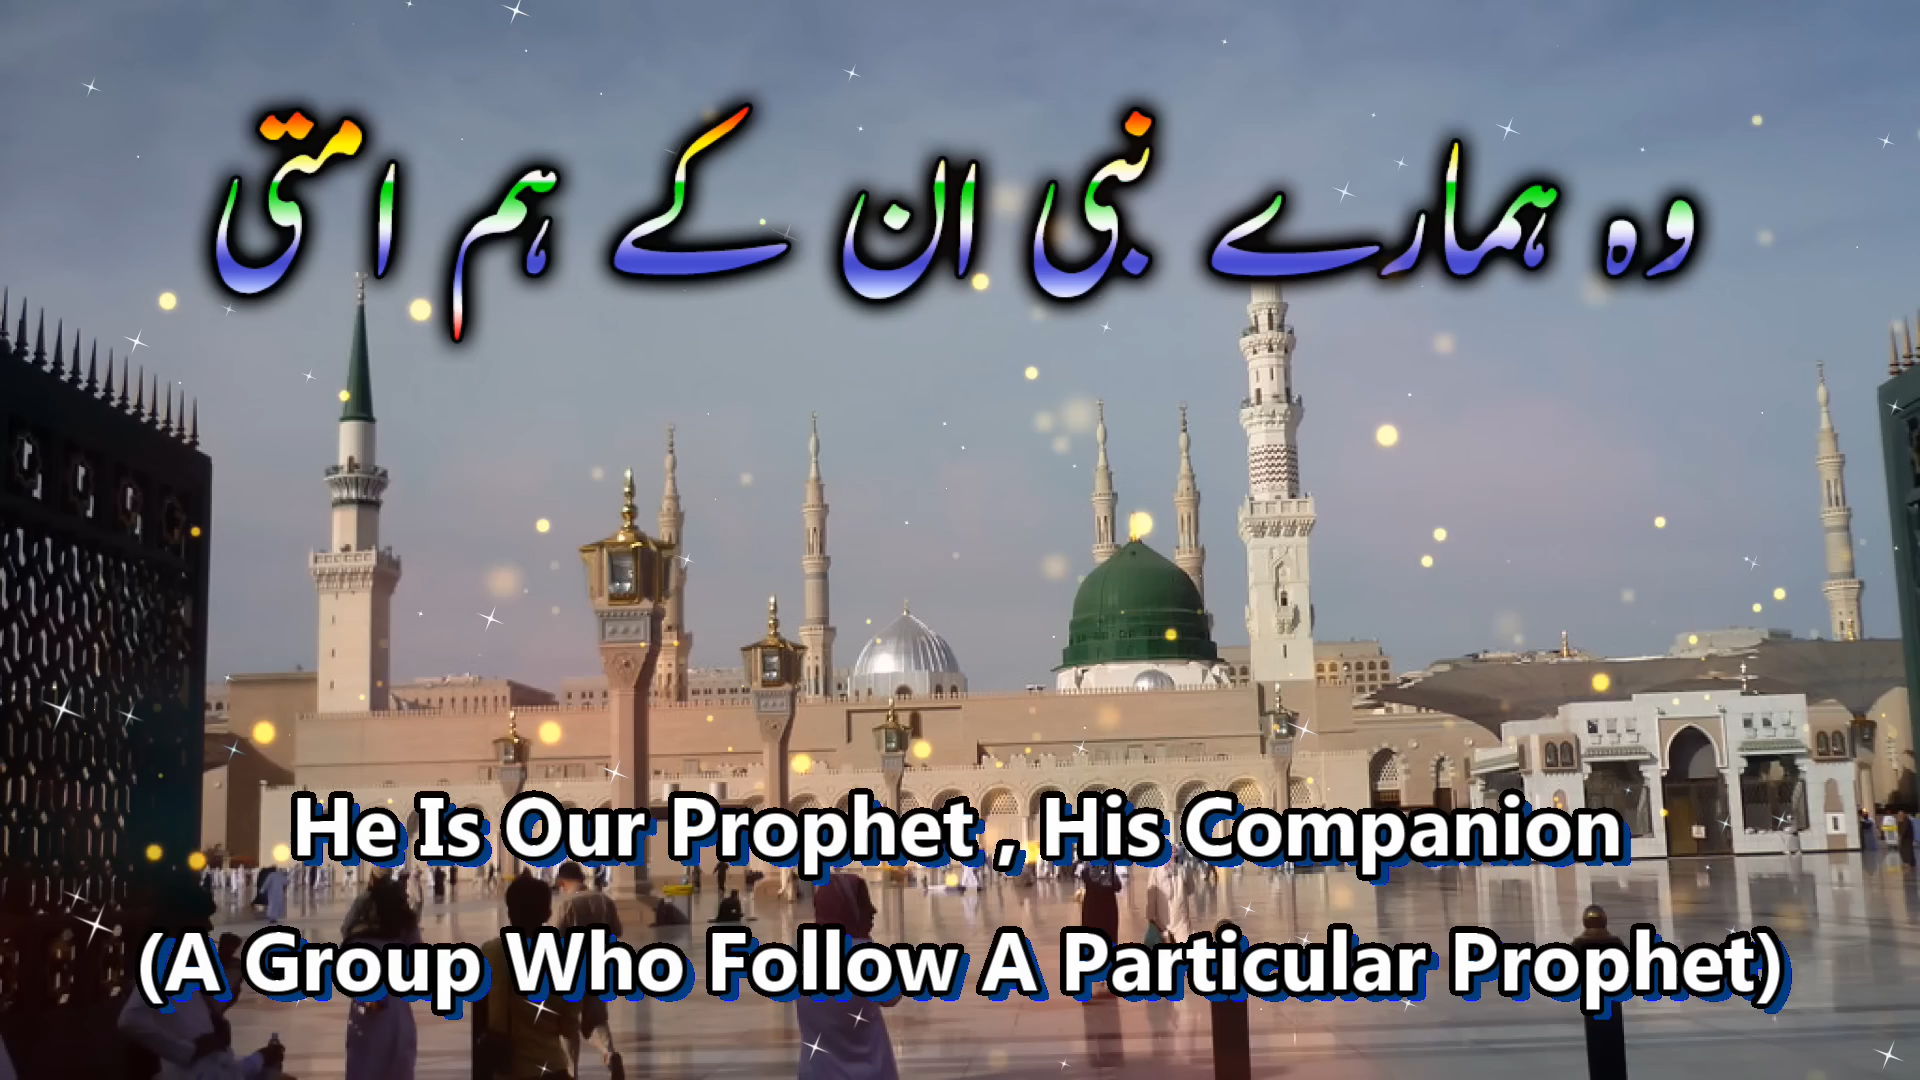 وہ ہمارے نبی ان کے ہم امتی
He Is Our Prophet , His Companion
(A Group Who Follow A Particular Prophet)